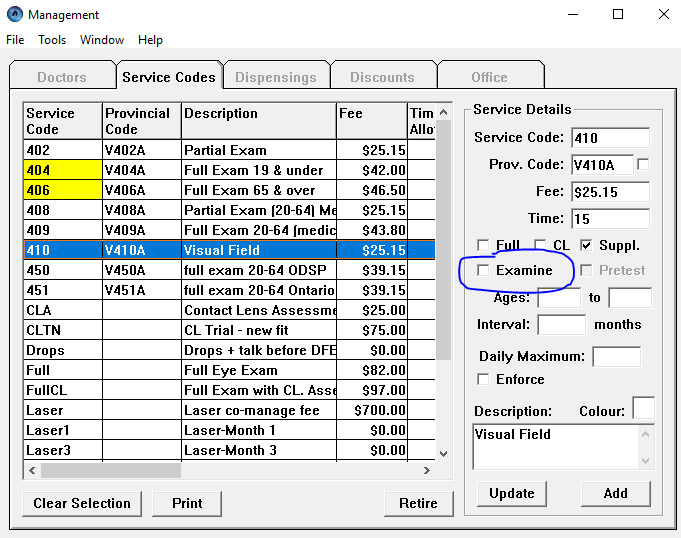 Management
File Tools Window Help
Doctors Service Codes Dispensings Discounts Office
Service Code Provincial Code Description Fee Tim Allo
402 V402A Partial Exam $25.15
404 V404A Full Exam 19 & under $42.00
406 V406A Full Exam 65 & over $46.50
408 V408A Partial Exam (20-64) Me $25.15
409 V409A Full Exam 20-64 (medic $43.80
410 V410A Visual Field $25.15
450 V450A full exam 20-64 ODSP $39.15
451 V451A full exam 20-64 Ontario $39.15
CLA Contact Lens Assessme $25.00
CLTN CL Trial - new fit $75.00
Drops Drops + talk before DFE $0.00
Full Full Eye Exam $82.00
FullCL Full Exam with CL. Asse $97.00
Laser Laser co-manage fee $700.00
Laser1 Laser-Month 1 $0.00
Laser3 Laser-Month 3 $0.00
Clear Selection Print Retire
Service Details
Service Code: 410
Prov. Code: V410A
Fee: $25.15
Time: 15
Full CL Suppl.
Examine Pretest
Ages: to
Interval: months
Daily Maximum:
Enforce
Description: Colour:
Visual Field
Update Add